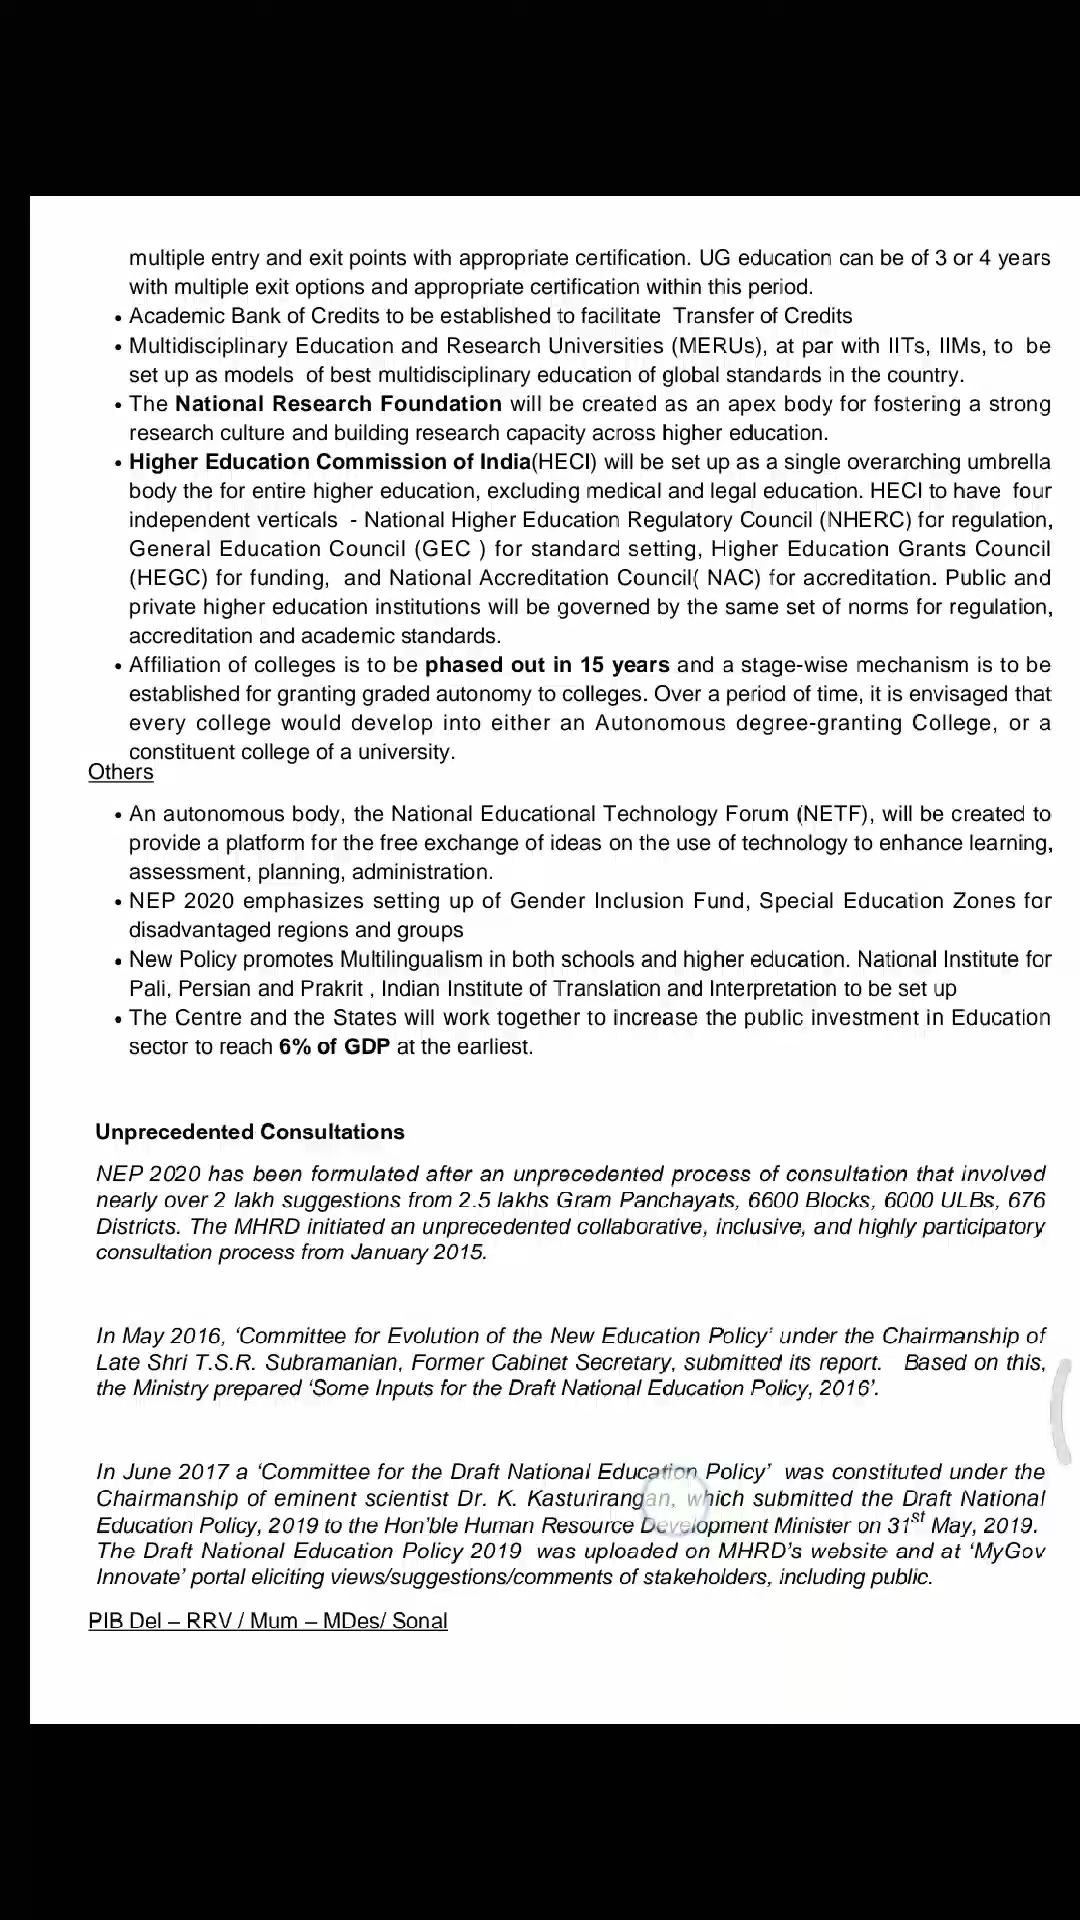 multiple entry and exit points with appropriate certification. UG education can be of 3 or 4 years
with multiple exit options and appropriate certification within this period.
• Academic Bank of Credits to be established to facilitate  Transfer of Credits
• Multidisciplinary Education and Research Universities (MERUs), at par with IITs, IIMs, to  be
set up as models  of best multidisciplinary education of global standards in the country.
• The National Research Foundation will be created as an apex body for fostering a strong
research culture and building research capacity across higher education.
• Higher Education Commission of India(HECI) will be set up as a single overarching umbrella
body the for entire higher education, excluding medical and legal education. HECI to have  four
independent verticals  - National Higher Education Regulatory Council (NHERC) for regulation,
General Education Council (GEC ) for standard setting, Higher Education Grants Council
(HEGC) for funding,  and National Accreditation Council( NAC) for accreditation. Public and
private higher education institutions will be governed by the same set of norms for regulation,
accreditation and academic standards.
• Affiliation of colleges is to be phased out in 15 years and a stage-wise mechanism is to be
established for granting graded autonomy to colleges. Over a period of time, it is envisaged that
every college would develop into either an Autonomous degree-granting College, or a
constituent college of a university.
Others
• An autonomous body, the National Educational Technology Forum (NETF), will be created to
provide a platform for the free exchange of ideas on the use of technology to enhance learning,
assessment, planning, administration.
• NEP 2020 emphasizes setting up of Gender Inclusion Fund, Special Education Zones for
disadvantaged regions and groups
• New Policy promotes Multilingualism in both schools and higher education. National Institute for
Pali, Persian and Prakrit , Indian Institute of Translation and Interpretation to be set up
• The Centre and the States will work together to increase the public investment in Education
sector to reach 6% of GDP at the earliest.
Unprecedented Consultations
NEP 2020 has been formulated after an unprecedented process of consultation that involved
nearly over 2 lakh suggestions from 2.5 lakhs Gram Panchayats, 6600 Blocks, 6000 ULBs, 676
Districts. The MHRD initiated an unprecedented collaborative, inclusive, and highly participatory
consultation process from January 2015.
In May 2016, ‘Committee for Evolution of the New Education Policy’ under the Chairmanship of
Late Shri T.S.R. Subramanian, Former Cabinet Secretary, submitted its report.   Based on this,
the Ministry prepared ‘Some Inputs for the Draft National Education Policy, 2016’.
In June 2017 a ‘Committee for the Draft National Education Policy’  was constituted under the
Chairmanship of eminent scientist Dr. K. Kasturirangan, which submitted the Draft National
Education Policy, 2019 to the Hon’ble Human Resource Development Minister on 31st May, 2019.
The Draft National Education Policy 2019  was uploaded on MHRD’s website and at ‘MyGov
Innovate’ portal eliciting views/suggestions/comments of stakeholders, including public.
PIB Del – RRV / Mum – MDes/ Sonal